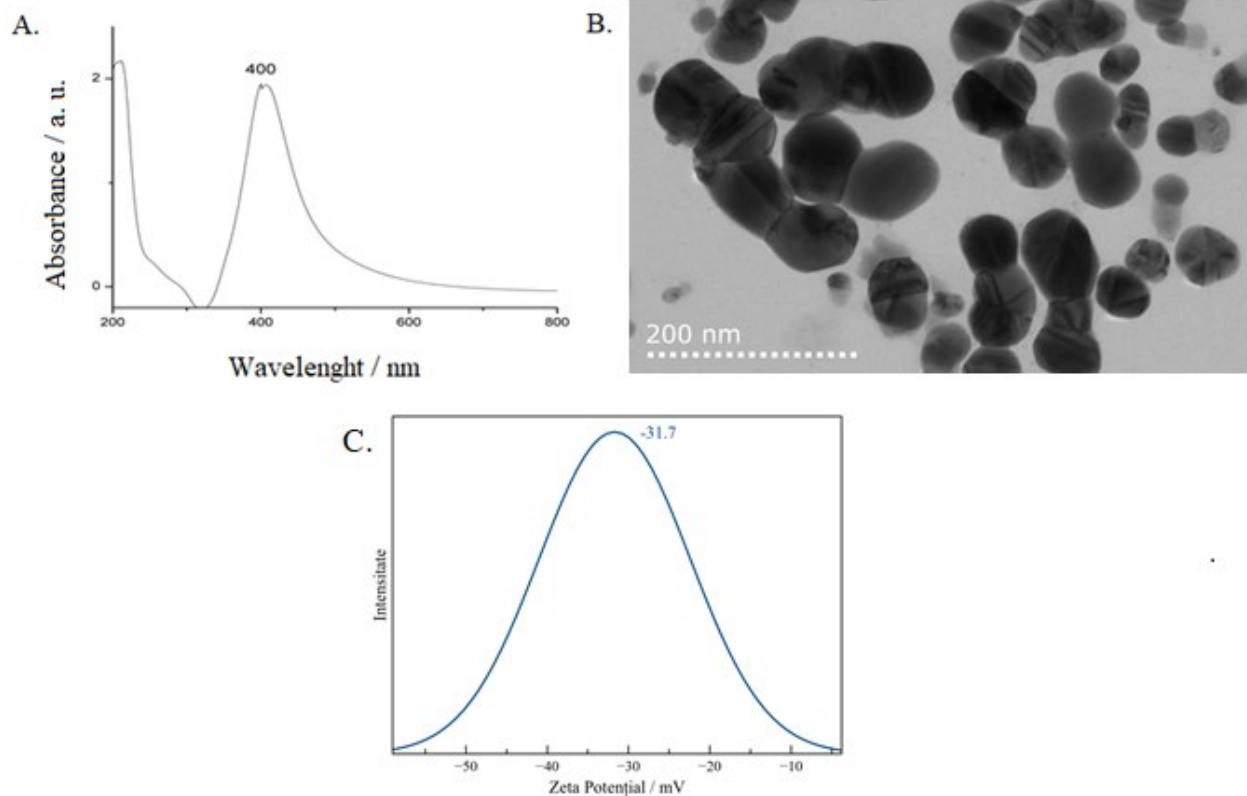 A.
400
2
0
Absorbance / a. u.
200
400
600
800
Wavelenght / nm
B.
200 nm
C.
-31.7
Intensitate
−50
−40
−30
−20
−10
Zeta Potențial / mV